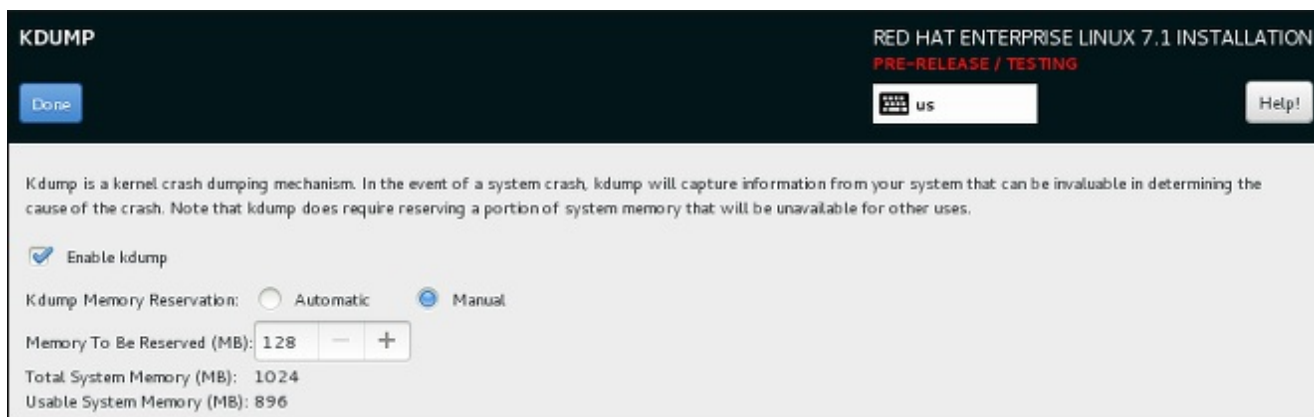 KDUMP
RED HAT ENTERPRISE LINUX 7.1 INSTALLATION
PRE-RELEASE / TESTING
Done
us
Help!
Kdump is a kernel crash dumping mechanism. In the event of a system crash, kdump will capture information from your system that can be invaluable in determining the
cause of the crash. Note that kdump does require reserving a portion of system memory that will be unavailable for other uses.
Enable kdump
Kdump Memory Reservation: Automatic Manual
Memory To Be Reserved (MB): 128 − +
Total System Memory (MB): 1024
Usable System Memory (MB): 896